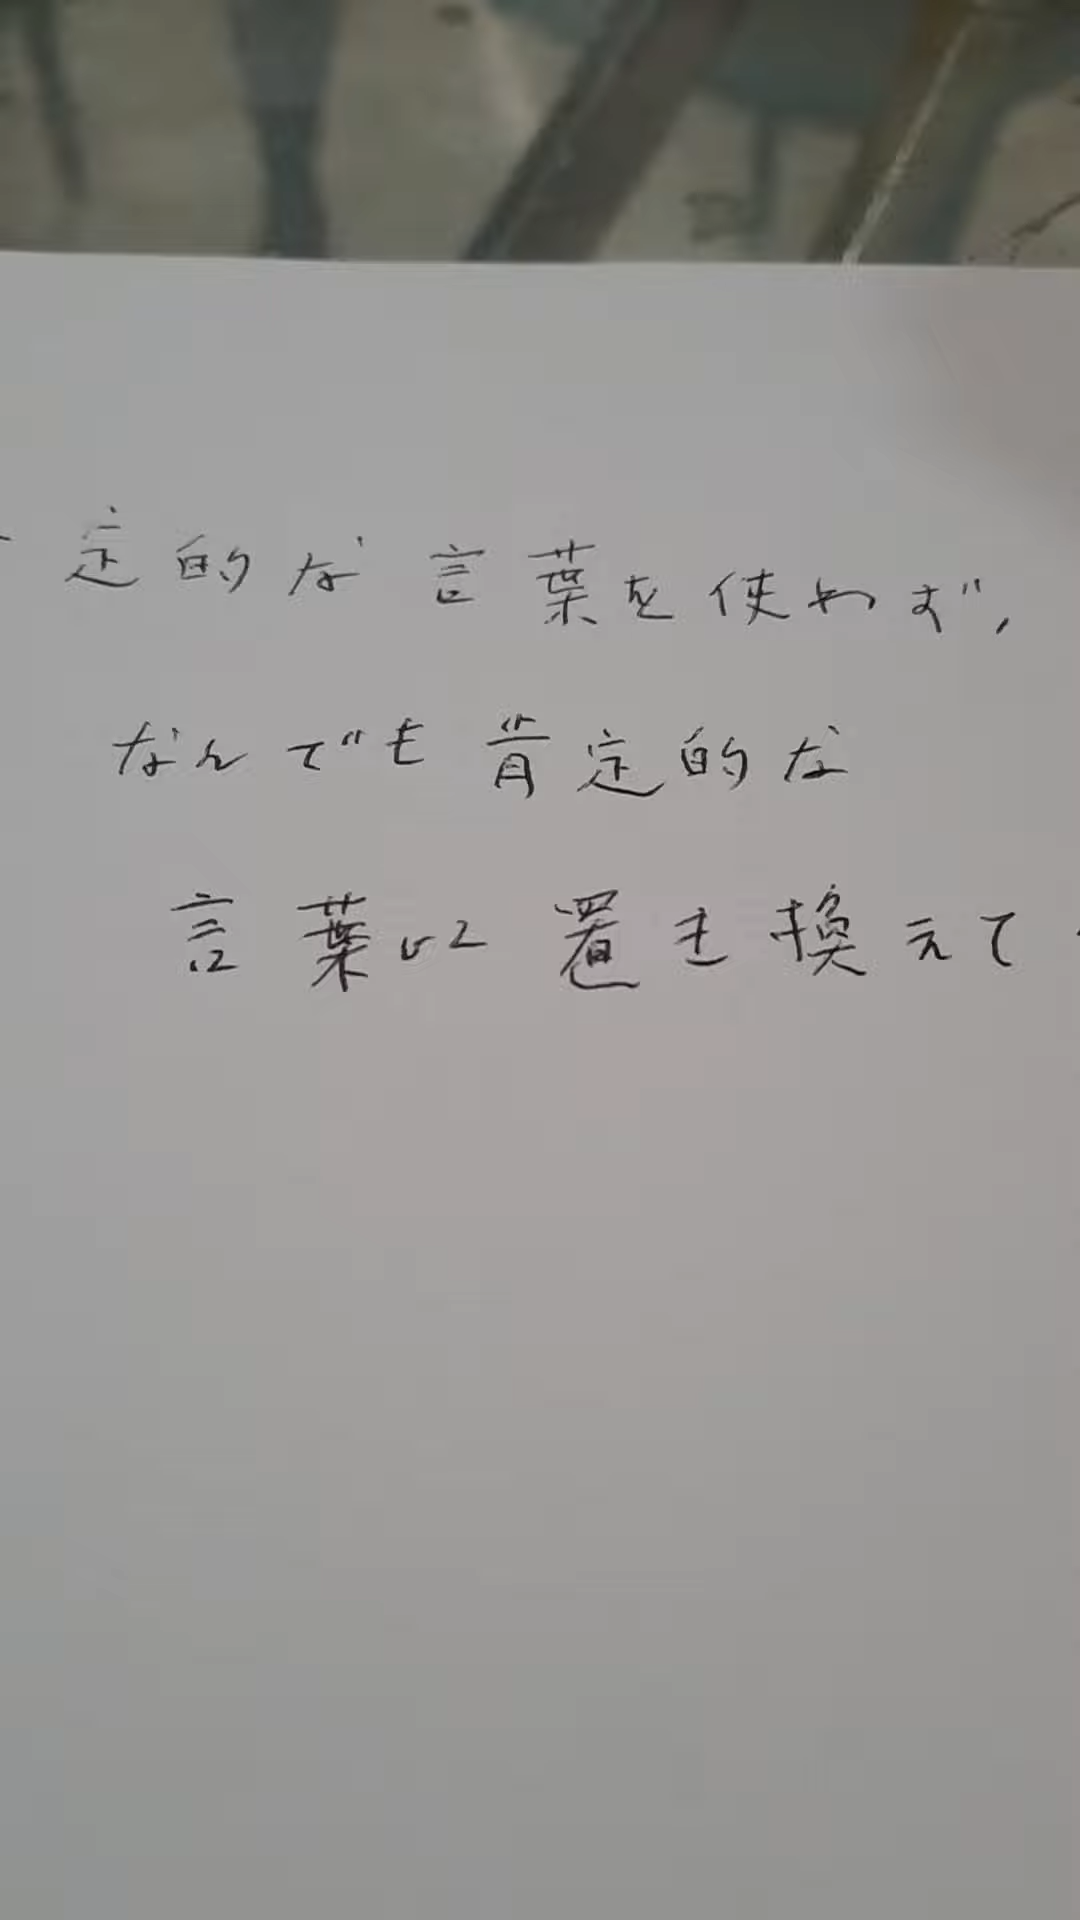 定的な言葉を使わず,
なんでも肯定的な
言葉に置き換えて